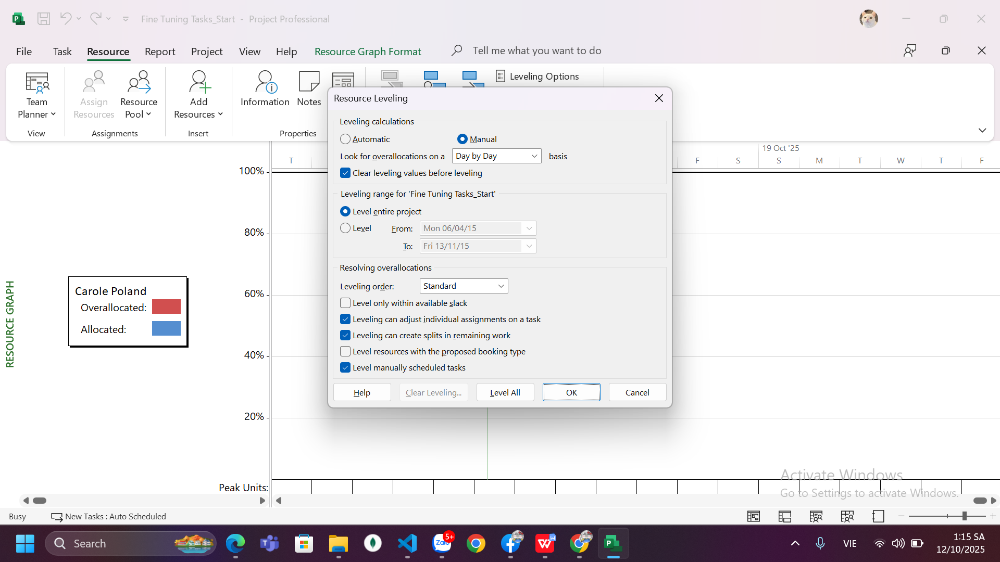 Fine Tuning Tasks_Start - Project Professional
File Task Resource Report Project View Help Resource Graph Format Tell me what you want to do
Team Planner
Assign Resources
Resource Pool
Add Resources
Information
Notes
Leveling Options
View
Assignments
Insert
Properties
Resource Leveling
Leveling calculations
Automatic
Manual
Look for overallocations on a Day by Day basis
Clear leveling values before leveling
Leveling range for 'Fine Tuning Tasks_Start'
Level entire project
Level From: Mon 06/04/15
To: Fri 13/11/15
Resolving overallocations
Leveling order: Standard
Level only within available slack
Leveling can adjust individual assignments on a task
Leveling can create splits in remaining work
Level resources with the proposed booking type
Level manually scheduled tasks
Help Clear Leveling... Level All OK Cancel
19 Oct '25
T F S S M T W T F
100%
80%
60%
40%
20%
Peak Units:
RESOURCE GRAPH
Carole Poland
Overallocated:
Allocated:
Activate Windows
Go to Settings to activate Windows.
Busy New Tasks : Auto Scheduled
Search
5+
Zalo
VIE
1:15 SA
12/10/2025